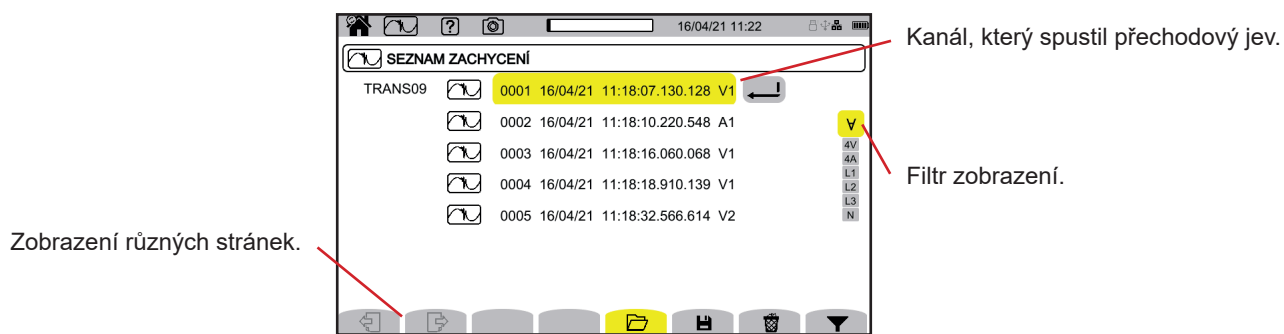 16/04/21 11:22
Kanál, který spustil přechodový jev.
SEZNAM ZACHYCENÍ
TRANS09 0001 16/04/21 11:18:07.130.128 V1
0002 16/04/21 11:18:10.220.548 A1
∀
0003 16/04/21 11:18:16.060.068 V1
4V
4A
L1
Filtr zobrazení.
0004 16/04/21 11:18:18.910.139 V1
L2
L3
0005 16/04/21 11:18:32.566.614 V2
N
Zobrazení různých stránek.